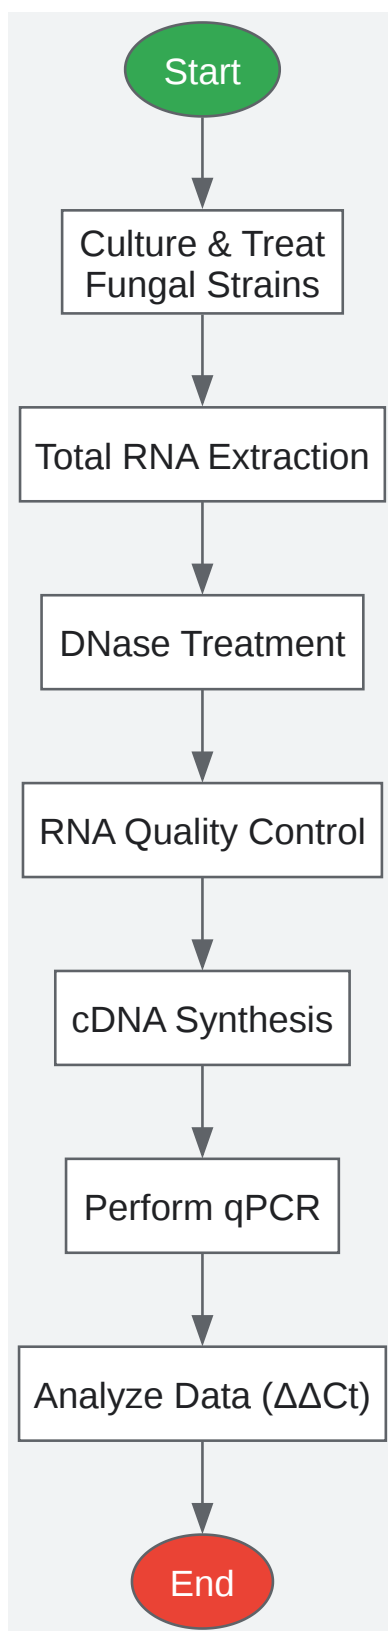 Start
Culture & Treat
Fungal Strains
Total RNA Extraction
DNase Treatment
RNA Quality Control
cDNA Synthesis
Perform qPCR
Analyze Data (ΔΔCt)
End